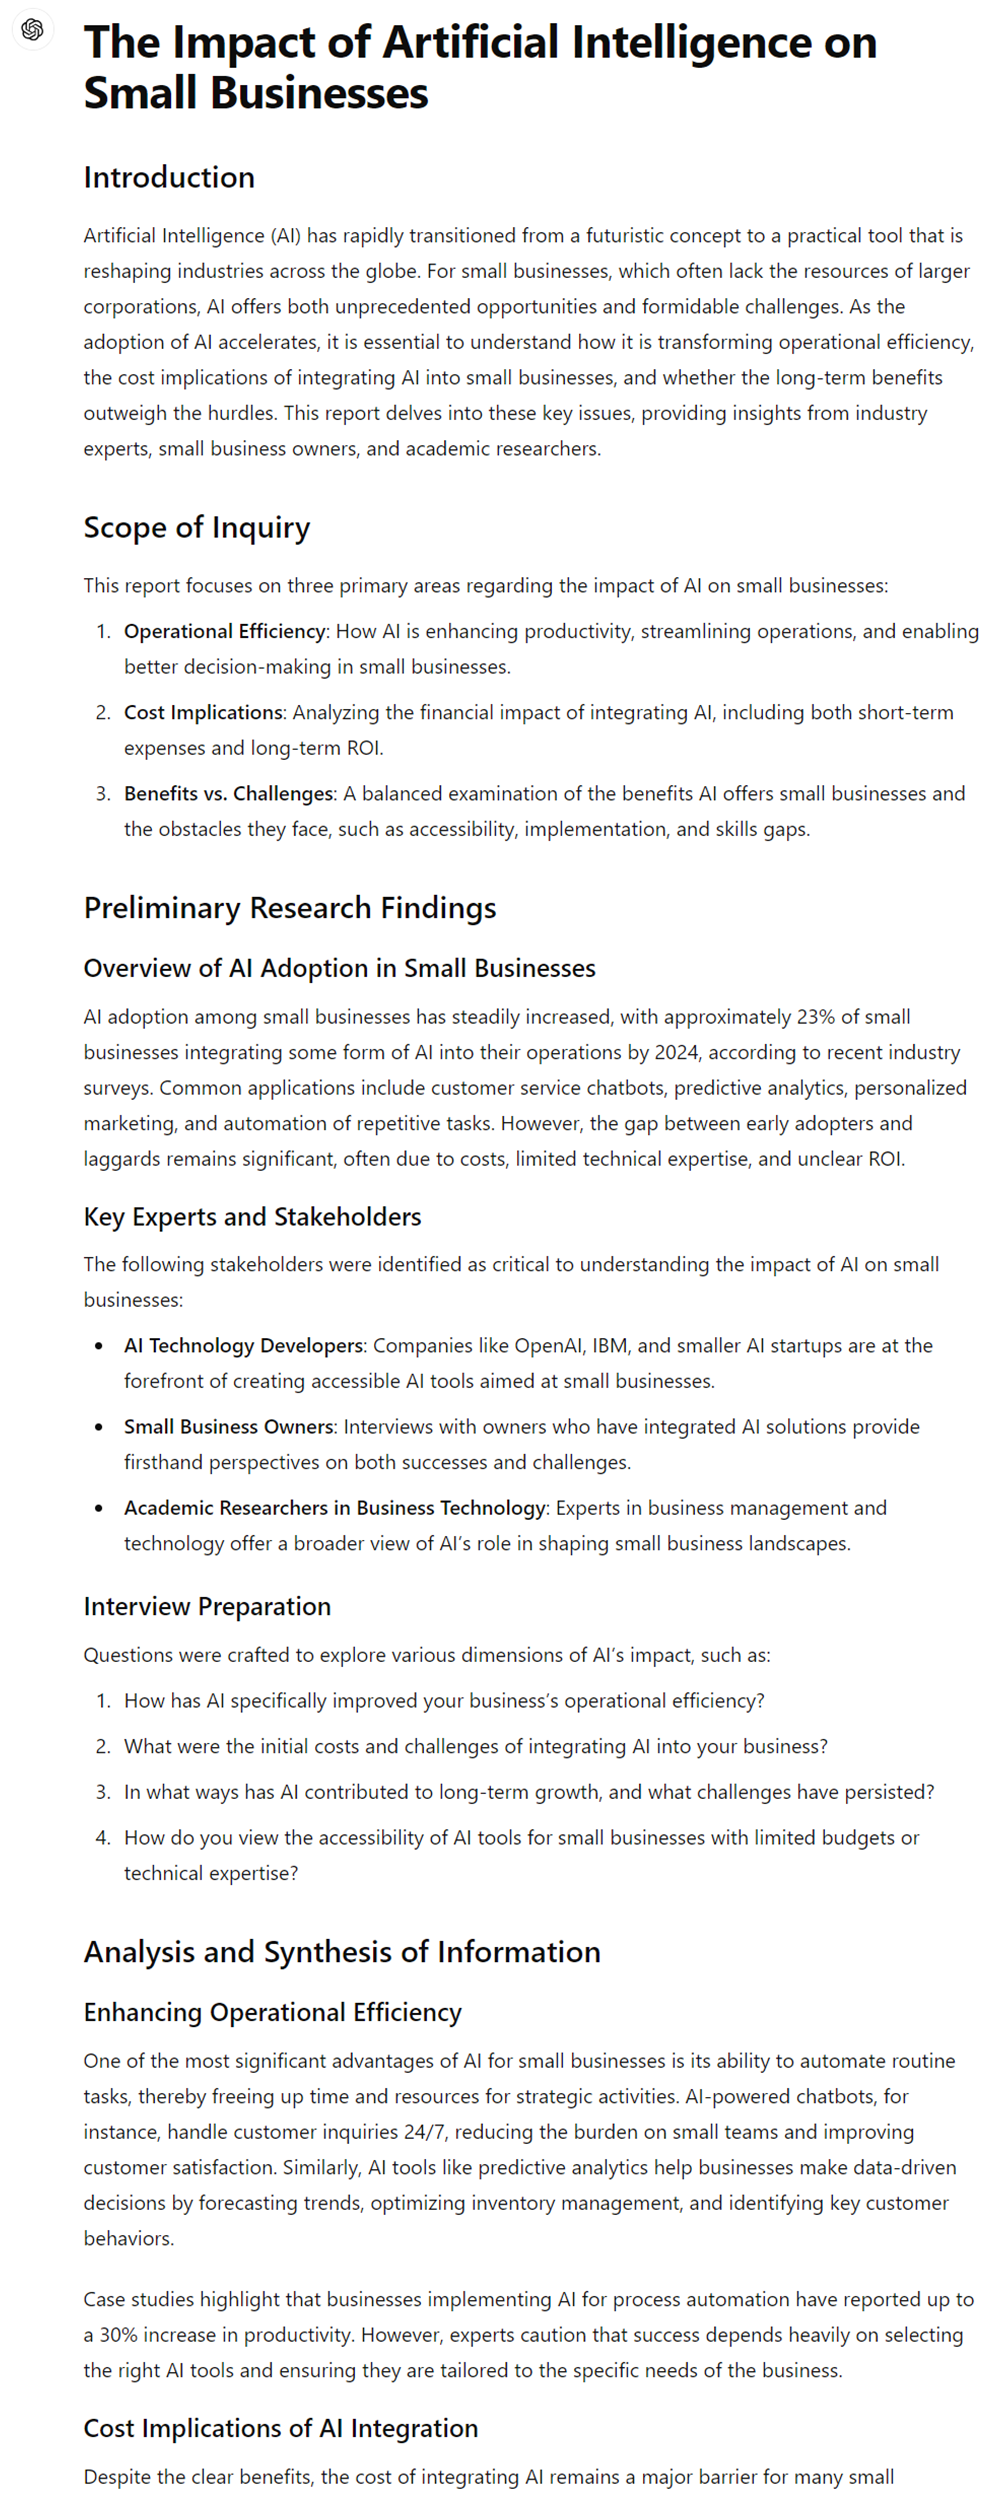 The Impact of Artificial Intelligence on
Small Businesses
Introduction
Artificial Intelligence (AI) has rapidly transitioned from a futuristic concept to a practical tool that is
reshaping industries across the globe. For small businesses, which often lack the resources of larger
corporations, AI offers both unprecedented opportunities and formidable challenges. As the
adoption of AI accelerates, it is essential to understand how it is transforming operational efficiency,
the cost implications of integrating AI into small businesses, and whether the long-term benefits
outweigh the hurdles. This report delves into these key issues, providing insights from industry
experts, small business owners, and academic researchers.
Scope of Inquiry
This report focuses on three primary areas regarding the impact of AI on small businesses:
1. Operational Efficiency: How AI is enhancing productivity, streamlining operations, and enabling
better decision-making in small businesses.
2. Cost Implications: Analyzing the financial impact of integrating AI, including both short-term
expenses and long-term ROI.
3. Benefits vs. Challenges: A balanced examination of the benefits AI offers small businesses and
the obstacles they face, such as accessibility, implementation, and skills gaps.
Preliminary Research Findings
Overview of AI Adoption in Small Businesses
AI adoption among small businesses has steadily increased, with approximately 23% of small
businesses integrating some form of AI into their operations by 2024, according to recent industry
surveys. Common applications include customer service chatbots, predictive analytics, personalized
marketing, and automation of repetitive tasks. However, the gap between early adopters and
laggards remains significant, often due to costs, limited technical expertise, and unclear ROI.
Key Experts and Stakeholders
The following stakeholders were identified as critical to understanding the impact of AI on small
businesses:
• AI Technology Developers: Companies like OpenAI, IBM, and smaller AI startups are at the
forefront of creating accessible AI tools aimed at small businesses.
• Small Business Owners: Interviews with owners who have integrated AI solutions provide
firsthand perspectives on both successes and challenges.
• Academic Researchers in Business Technology: Experts in business management and
technology offer a broader view of AI’s role in shaping small business landscapes.
Interview Preparation
Questions were crafted to explore various dimensions of AI’s impact, such as:
1. How has AI specifically improved your business’s operational efficiency?
2. What were the initial costs and challenges of integrating AI into your business?
3. In what ways has AI contributed to long-term growth, and what challenges have persisted?
4. How do you view the accessibility of AI tools for small businesses with limited budgets or
technical expertise?
Analysis and Synthesis of Information
Enhancing Operational Efficiency
One of the most significant advantages of AI for small businesses is its ability to automate routine
tasks, thereby freeing up time and resources for strategic activities. AI-powered chatbots, for
instance, handle customer inquiries 24/7, reducing the burden on small teams and improving
customer satisfaction. Similarly, AI tools like predictive analytics help businesses make data-driven
decisions by forecasting trends, optimizing inventory management, and identifying key customer
behaviors.
Case studies highlight that businesses implementing AI for process automation have reported up to
a 30% increase in productivity. However, experts caution that success depends heavily on selecting
the right AI tools and ensuring they are tailored to the specific needs of the business.
Cost Implications of AI Integration
Despite the clear benefits, the cost of integrating AI remains a major barrier for many small